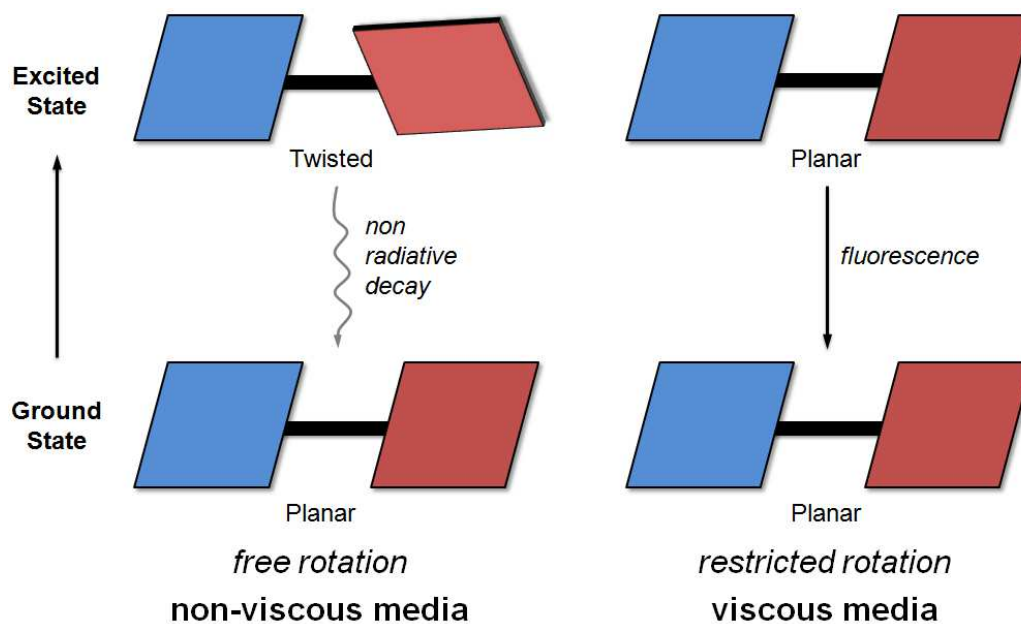 Excited
State
Twisted
Planar
non
radiative
decay
fluorescence
Ground
State
Planar
Planar
free rotation
restricted rotation
non-viscous media
viscous media